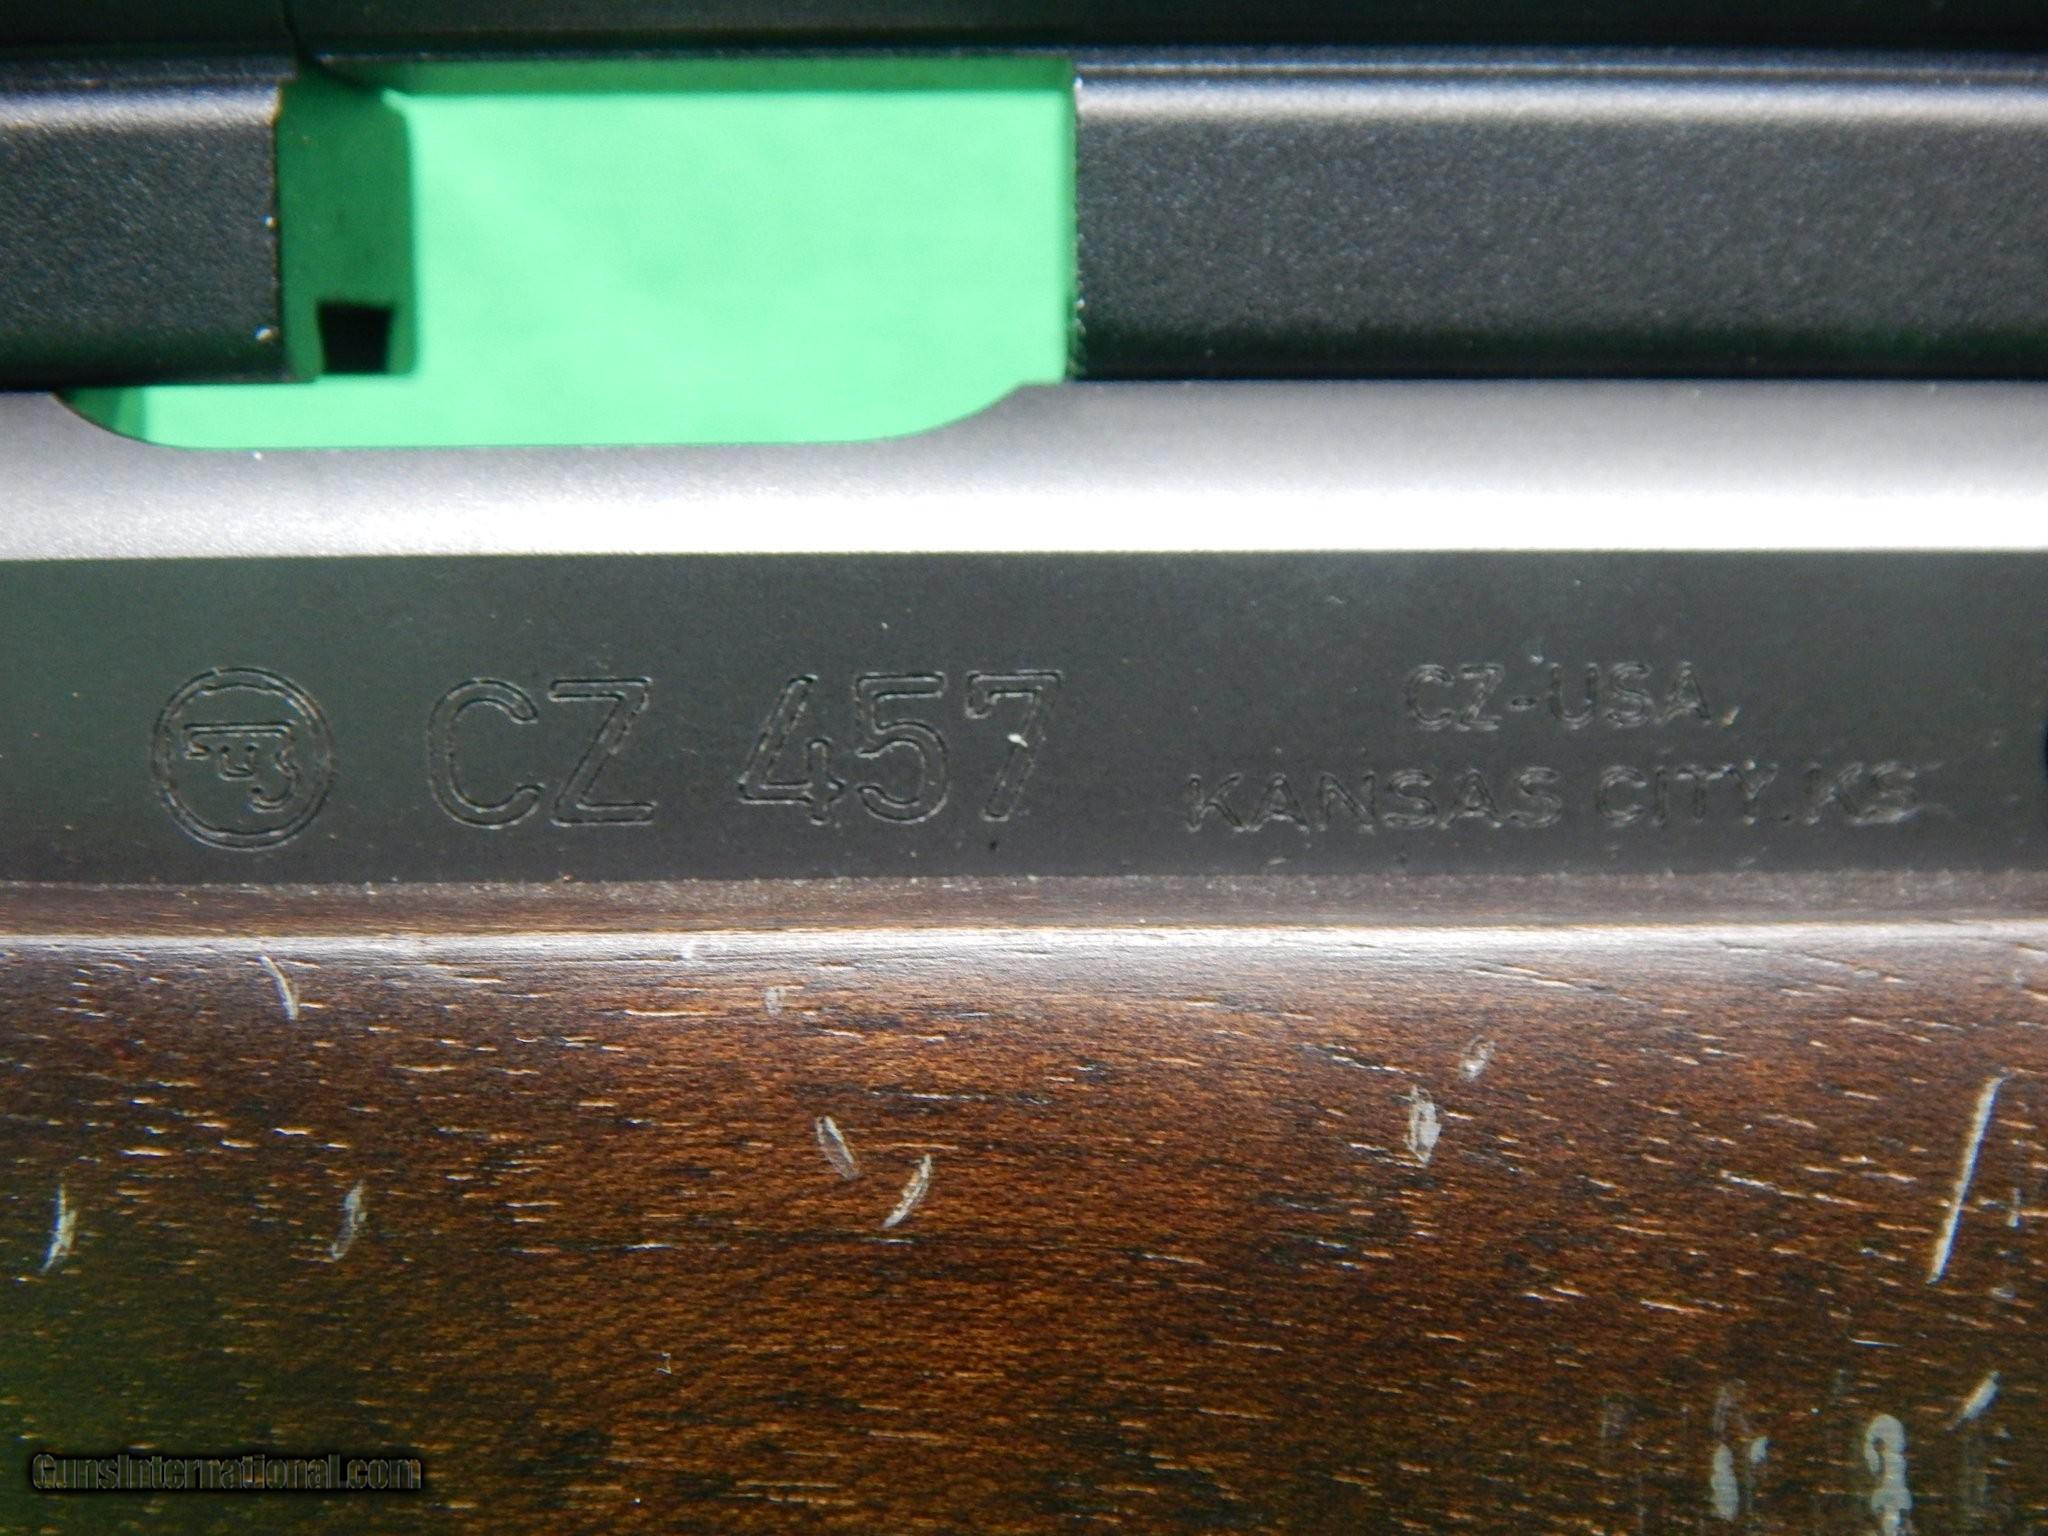 CZ 457
CZ-USA,
KANSAS CITY.KS
GunsInternational.com